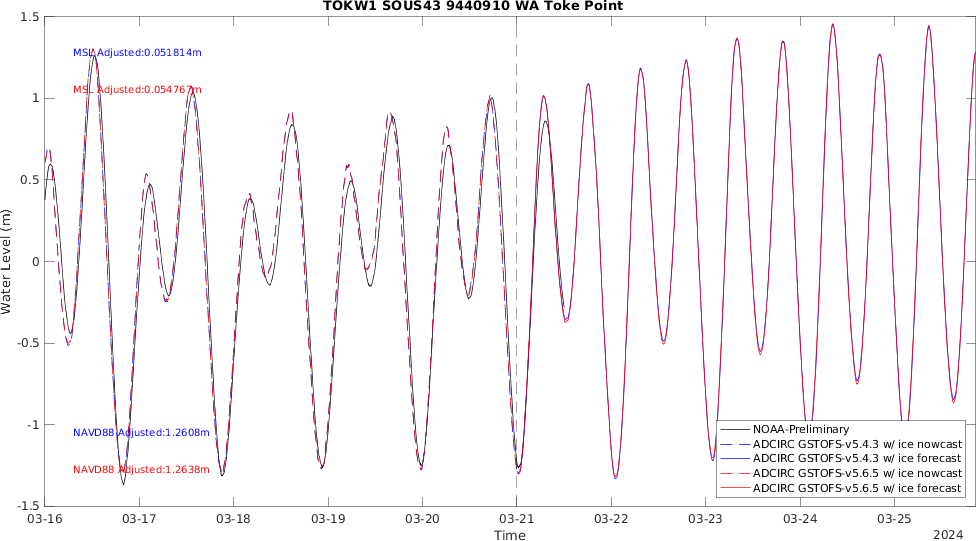 TOKW1 SOUS43 9440910 WA Toke Point
1.5
1
0.5
0
-0.5
-1
-1.5
Water Level (m)
MSL Adjusted:0.051814m
MSL Adjusted:0.054767m
NAVD88 Adjusted:1.2608m
NAVD88 Adjusted:1.2638m
NOAA-Preliminary
ADCIRC GSTOFS-v5.4.3 w/ ice nowcast
ADCIRC GSTOFS-v5.4.3 w/ ice forecast
ADCIRC GSTOFS-v5.6.5 w/ ice nowcast
ADCIRC GSTOFS-v5.6.5 w/ ice forecast
03-16 03-17 03-18 03-19 03-20 03-21 03-22 03-23 03-24 03-25
Time
2024